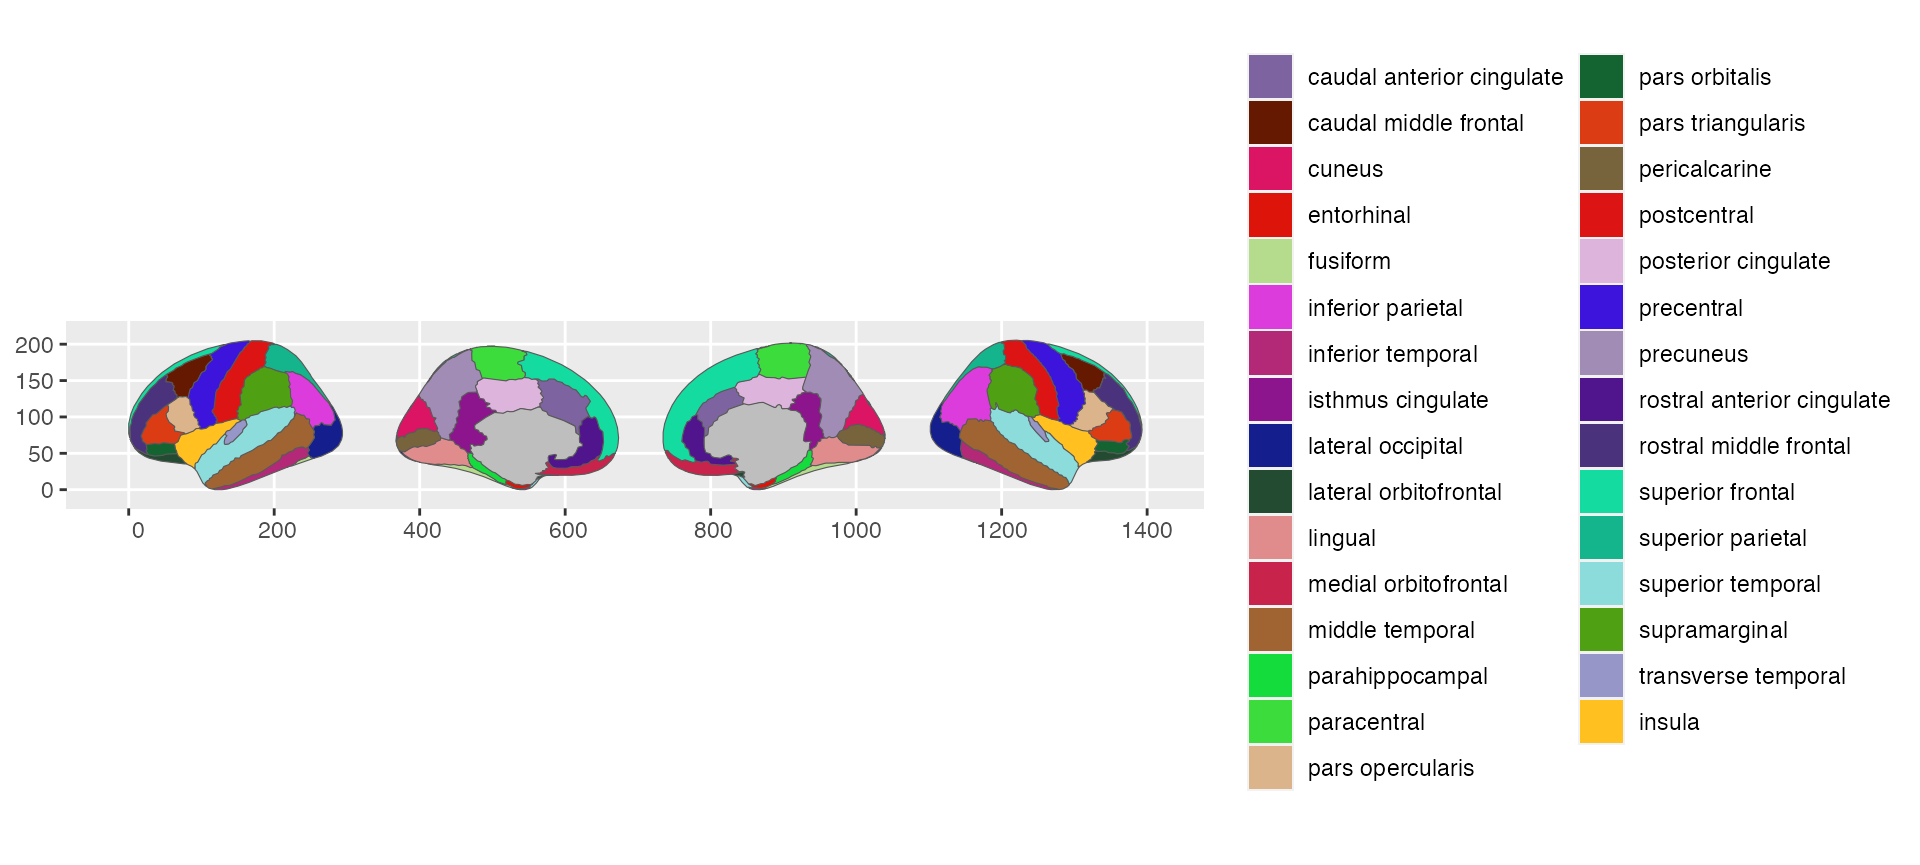 200
150
100
50
0
0 200 400 600 800 1000 1200 1400
caudal anterior cingulate
caudal middle frontal
cuneus
entorhinal
fusiform
inferior parietal
inferior temporal
isthmus cingulate
lateral occipital
lateral orbitofrontal
lingual
medial orbitofrontal
middle temporal
parahippocampal
paracentral
pars opercularis
pars orbitalis
pars triangularis
pericalcarine
postcentral
posterior cingulate
precentral
precuneus
rostral anterior cingulate
rostral middle frontal
superior frontal
superior parietal
superior temporal
supramarginal
transverse temporal
insula